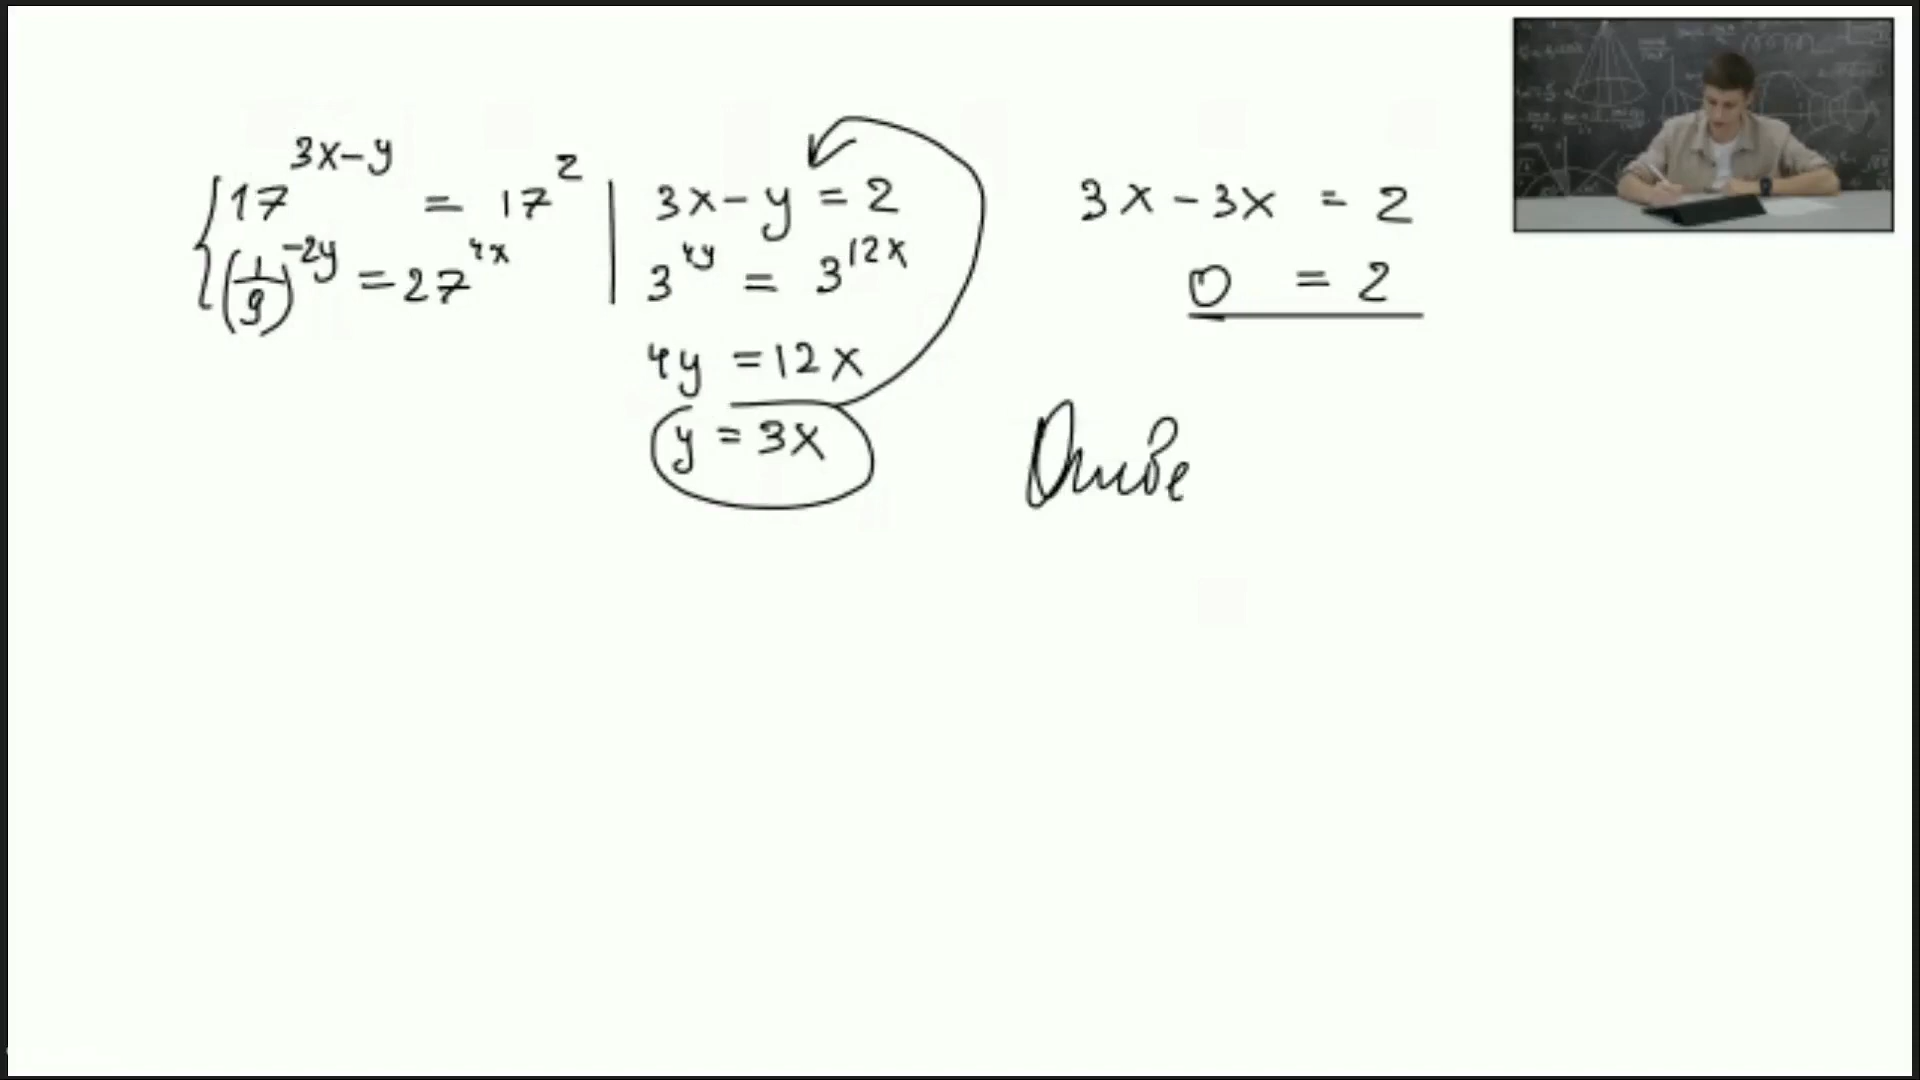 { 17^{3x-y} = 17^2 | 3x - y = 2
(1/9)^{-2y} = 27^{4x} | 3^{4y} = 3^{12x}
4y = 12x
y = 3x
3x - 3x = 2
0 = 2
Отве